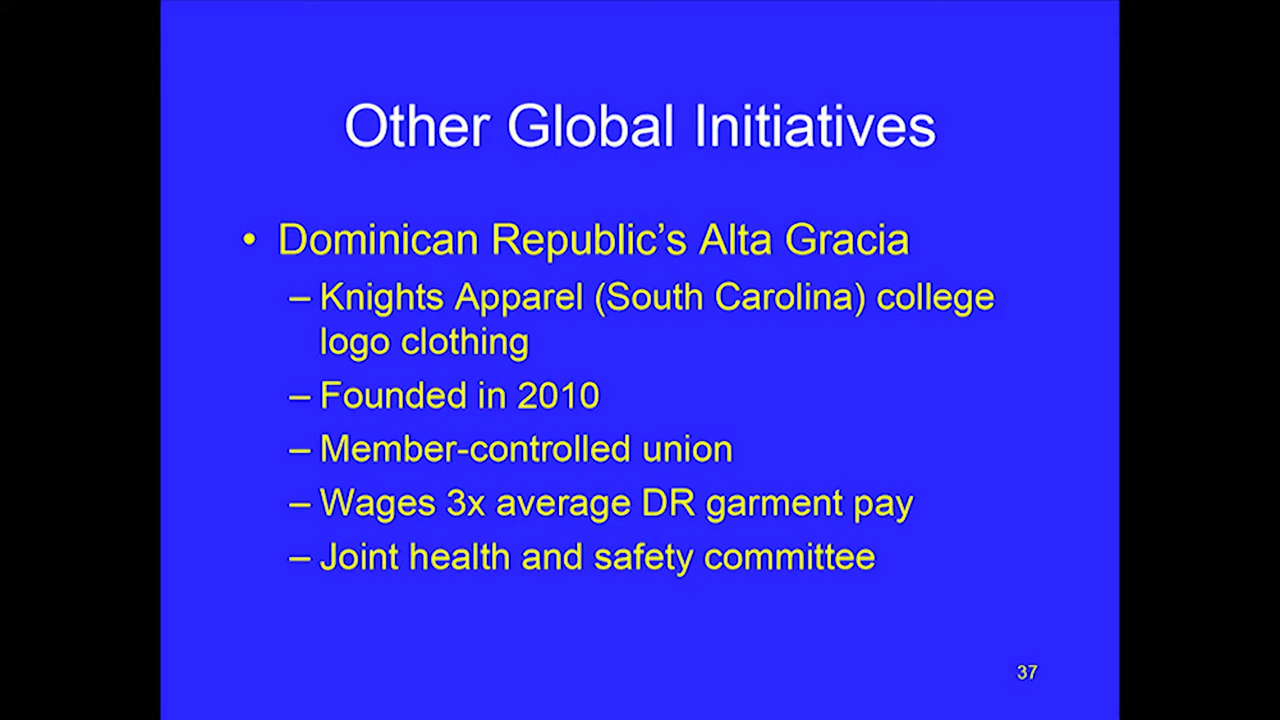 Other Global Initiatives
• Dominican Republic’s Alta Gracia
– Knights Apparel (South Carolina) college
logo clothing
– Founded in 2010
– Member-controlled union
– Wages 3x average DR garment pay
– Joint health and safety committee
37